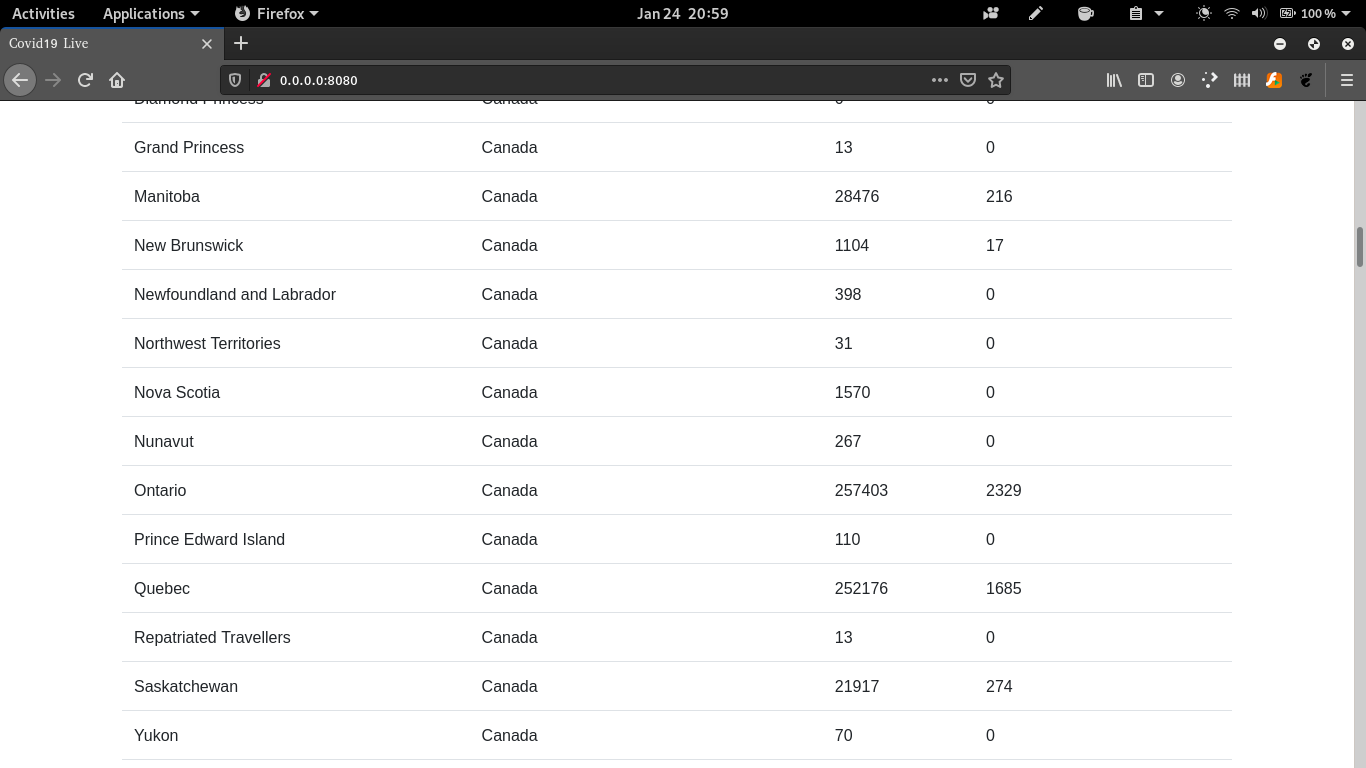 Activities Applications Firefox Jan 24 20:59 100 %
Covid19 Live
0.0.0.0:8080
Diamond Princess Canada 0 0
Grand Princess Canada 13 0
Manitoba Canada 28476 216
New Brunswick Canada 1104 17
Newfoundland and Labrador Canada 398 0
Northwest Territories Canada 31 0
Nova Scotia Canada 1570 0
Nunavut Canada 267 0
Ontario Canada 257403 2329
Prince Edward Island Canada 110 0
Quebec Canada 252176 1685
Repatriated Travellers Canada 13 0
Saskatchewan Canada 21917 274
Yukon Canada 70 0